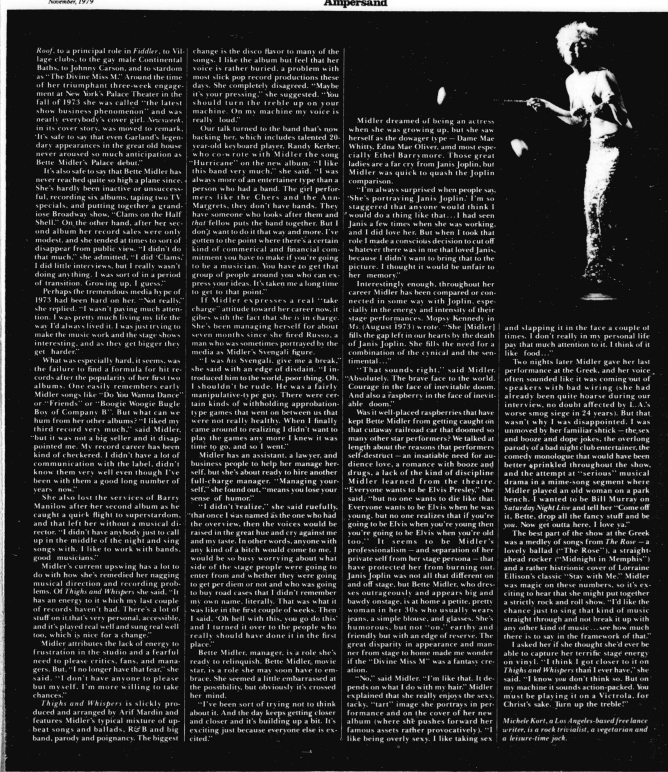 November, 1979
Ampersand
Roof, to a principal role in Fiddler, to Vil-
lage clubs, to the gay male Continental
Baths, to Johnny Carson, and to stardom
as "The Divine Miss M." Around the time
of her triumphant three-week engage-
ment at New York's Palace Theater in the
fall of 1973 she was called "the latest
show business phenomenon" and was
nearly everybody's cover girl. Newsweek,
in its cover story, was moved to remark,
"It's safe to say that even Garland's legen-
dary appearances in the great old house
never aroused so much anticipation as
Bette Midler's Palace debut."
It's also safe to say that Bette Midler has
never reached quite so high a plane since.
She's hardly been inactive or unsuccess-
ful, recording six albums, taping two TV
specials, and putting together a grand-
iose Broadway show, "Clams on the Half
Shell." On the other hand, after her sec-
ond album her record sales were only
modest, and she tended at times to sort of
disappear from public view. "I didn't do
that much," she admitted, "I did 'Clams,'
I did little interviews, but I really wasn't
doing anything. I was sort of in a period
of transition. Growing up, I guess."
Perhaps the tremendous media hype of
1973 had been hard on her. "Not really,"
she replied. "I wasn't paying much atten-
tion. I was pretty much living my life the
way I'd always lived it. I was just trying to
make the music work and the stage shows
interesting, and as they get bigger they
get harder."
What was especially hard, it seems, was
the failure to find a formula for hit re-
cords after the popularity of her first two
albums. One easily remembers early
Midler songs like "Do You Wanna Dance"
or "Friends" or "Boogie Woogie Bugle
Boy of Company B". But what can we
hum from her other albums? "I liked my
third record very much," said Midler,
"but it was not a big seller and it disap-
pointed me. My record career has been
kind of checkered. I didn't have a lot of
communication with the label, didn't
know them very well even though I've
been with them a good long number of
years now."
She also lost the services of Barry
Manilow after her second album as he
caught a quick flight to superstardom,
and that left her without a musical di-
rector. "I didn't have anybody just to call
up in the middle of the night and sing
songs with. I like to work with bands,
good musicians."
Midler's current upswing has a lot to
do with how she's remedied her nagging
musical direction and recording prob-
lems. Of Thighs and Whispers she said, "It
has an energy to it which my last couple
of records haven't had. There's a lot of
stuff on it that's very personal, accessible,
and it's played real well and sung real well
too, which is nice for a change."
Midler attributes the lack of energy to
frustration in the studio and a fearful
need to please critics, fans, and mana-
gers. But, "I no longer have that fear," she
said. "I don't have anyone to please
but myself. I'm more willing to take
chances."
Thighs and Whispers is slickly pro-
duced and arranged by Arif Mardin and
features Midler's typical mixture of up-
beat songs and ballads, R&B and big
band, parody and poignancy. The biggest
change is the disco flavor to many of the
songs. I like the album but feel that her
voice is rather buried, a problem with
most slick pop record productions these
days. She completely disagreed. "Maybe
it's your pressing," she suggested. "You
should turn the treble up on your
machine. On my machine my voice is
really loud."
Our talk turned to the band that's now
backing her, which includes talented 20-
year-old keyboard player, Randy Kerber,
who co-wrote with Midler the song
"Hurricane" on the new album. "I like
this band very much," she said. "I was
always more of an entertainer type than a
person who had a band. The girl perfor-
mers like the Chers and the Ann-
Margrets, they don't have bands. They
have someone who looks after them and
that fellow puts the band together. But I
don't want to do it that way and more. I've
gotten to the point where there's a certain
kind of commerical and financial com-
mitment you have to make if you're going
to be a musician. You have to get that
group of people around you who can ex-
press your ideas. It's taken me a long time
to get to that point."
If Midler expresses a real "take
charge" attitude toward her career now, it
gibes with the fact that she is in charge.
She's been managing herself for about
seven months since she fired Russo, a
man who was sometimes portrayed by the
media as Midler's Svengali figure.
"I was his Svengali, give me a break,"
she said with an edge of disdain. "I in-
troduced him to the world, poor thing. Oh,
I shouldn't be rude. He was a fairly
manipulative-type guy. There were cer-
tain kinds of withholding approbation-
type games that went on between us that
were not really healthy. When I finally
came around to realizing I didn't want to
play the games any more I knew it was
time to go, and so I went."
Midler has an assistant, a lawyer, and
business people to help her manage her-
self, but she's about ready to hire another
full-charge manager. "Managing your-
self," she found out, "means you lose your
sense of humor."
"I didn't realize," she said ruefully,
"that once I was named as the one who had
the overview, then the voices would be
raised in the great hue and cry against me
and my taste. In other words, anyone with
any kind of a bitch would come to me. I
would be so busy worrying about what
side of the stage people were going to
enter from and whether they were going
to get per diem or not and who was going
to bus road cases that I didn't remember
my own name, literally. That was what it
was like in the first couple of weeks. Then
I said, 'Oh hell with this, you go do this'
and I turned it over to the people who
really should have done it in the first
place."
Bette Midler, manager, is a role she's
ready to relinquish. Bette Midler, movie
star, is a role she may soon have to em-
brace. She seemed a little embarrassed at
the possibility, but obviously it's crossed
her mind.
"I've been sort of trying not to think
about it. And the day keeps getting closer
and closer and it's building up a bit. It's
exciting just because everyone else is ex-
cited."
Midler dreamed of being an actress
when she was growing up, but she saw
herself as the dowager type – Dame Mae
Whitty, Edna Mae Oliver, and most espe-
cially Ethel Barrymore. Those great
ladies are a far cry from Janis Joplin, but
Midler was quick to quash the Joplin
comparison.
"I'm always surprised when people say,
'She's portraying Janis Joplin.' I'm so
staggered that anyone would think I
would do a thing like that...I had seen
Janis a few times when she was working,
and I did love her. But when I took that
role I made a conscious decision to cut off
whatever there was in me that loved Janis,
because I didn't want to bring that to the
picture. I thought it would be unfair to
her memory."
Interestingly enough, throughout her
career Midler has been compared or con-
nected in some way with Joplin, espe-
cially in the energy and intensity of their
stage performances. Mopsy Kennedy in
Ms. (August 1973) wrote, "She [Midler]
fills the gap left in our hearts by the death
of Janis Joplin. She fills the need for a
combination of the cynical and the sen-
timental..."
"That sounds right," said Midler.
"Absolutely. The brave face to the world.
Courage in the face of inevitable doom.
And also a raspberry in the face of inevit-
able doom."
Was it well-placed raspberries that have
kept Bette Midler from getting caught on
that cutaway railroad car that doomed so
many other star performers? We talked at
length about the reasons that performers
self-destruct – an insatiable need for au-
dience love, a romance with booze and
drugs, a lack of the kind of discipline
Midler learned from the theatre.
"Everyone wants to be Elvis Presley," she
said, "but no one wants to die like that.
Everyone wants to be Elvis when he was
young, but no one realizes that if you're
going to be Elvis when you're young then
you're going to be Elvis when you're old
too." It seems to be Midler's
professionalism – and separation of her
private self from her stage persona – that
have protected her from burning out.
Janis Joplin was not all that different on
and off stage, but Bette Midler, who dres-
ses outrageously and appears big and
bawdy onstage, is at home a petite, pretty
woman in her 30s who usually wears
jeans, a simple blouse, and glasses. She's
humorous, but not "on," earthy and
friendly but with an edge of reserve. The
great disparity in appearance and man-
ner from stage to home made me wonder
if the "Divine Miss M" was a fantasy cre-
ation.
"No," said Midler. "I'm like that. It de-
pends on what I do with my hair." Midler
explained that she really enjoys the sexy,
tacky, "tart" image she portrays in per-
formance and on the cover of her new
album (where she pushes forward her
famous assets rather provocatively). "I
like being overly sexy. I like taking sex
and slapping it in the face a couple of
times. I don't really in my personal life
pas that much attention to it. I think of it
like food..."
Two nights later Midler gave her last
performance at the Greek, and her voice
often sounded like it was coming out of
speakers with bad wiring (she had
already been quite hoarse during our
interview, no doubt affected by L.A.'s
worse smog siege in 24 years). But that
wasn't why I was disappointed. I was
unmoved by her familiar shtick – the sex
and booze and dope jokes, the overlong
parody of a bad night club entertainer, the
comedy monologue that would have been
better sprinkled throughout the show,
and the attempt at "serious" musical
drama in a mime-song segment where
Midler played an old woman on a park
bench. I wanted to be Bill Murray on
Saturday Night Live and tell her "Come off
it, Bette, drop all the fancy stuff and be
you. Now get outta here, I love ya."
The best part of the show at the Greek
was a medley of songs from The Rose – a
lovely ballad ("The Rose"), a straight-
ahead rocker ("Midnight in Memphis")
and a rather histrionic cover of Lorraine
Ellison's classic "Stay with Me." Midler
was magic on these numbers, so it's ex-
citing to hear that she might put together
a strictly rock and roll show. "I'd like the
chance just to sing that kind of music
straight through and not break it up with
any other kind of music...see how much
there is to say in the framework of that."
I asked her if she thought she'd ever be
able to capture her terrific stage energy
on vinyl. "I think I got closer to it on
Thighs and Whispers than I ever have," she
said. "I know you don't think so. But on
my machine it sounds action-packed. You
must be playing it on a Victrola, for
Christ's sake. Turn up the treble!"
Michele Kort, a Los Angeles-based free lance
writer, is a rock trivialist, a vegetarian and
a leisure-time jock.